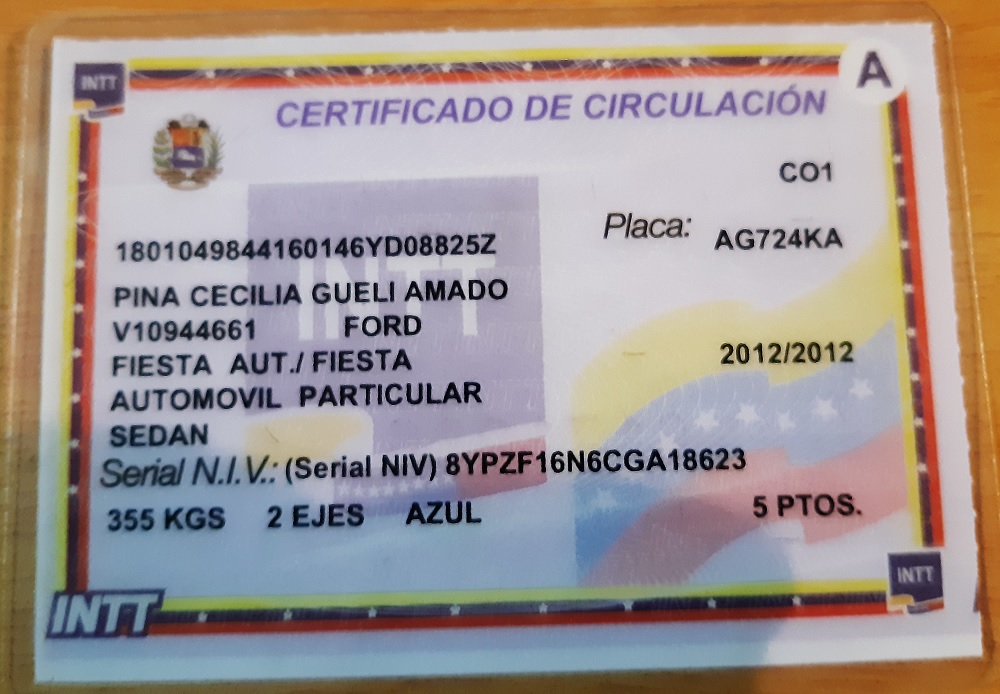 INTT
A
CERTIFICADO DE CIRCULACIÓN
CO1
Placa: AG724KA
1801049844160146YD08825Z
INTT
PINA CECILIA GUELI AMADO
V10944661 FORD
FIESTA AUT./ FIESTA 2012/2012
AUTOMOVIL PARTICULAR
SEDAN
Serial N.I.V.: (Serial NIV) 8YPZF16N6CGA18623
355 KGS 2 EJES AZUL 5 PTOS.
INTT
INTT